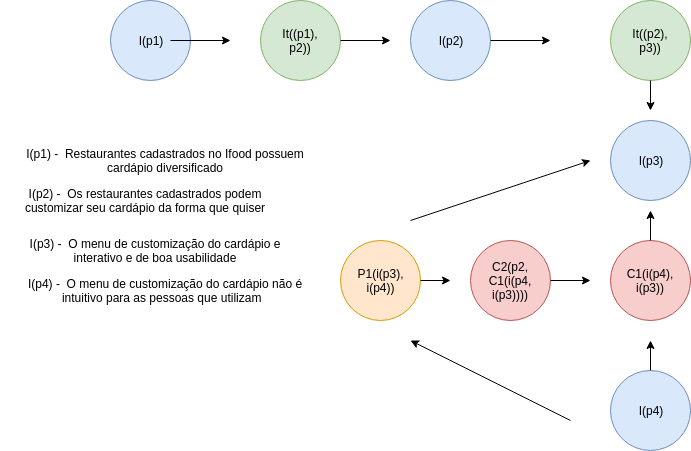 I(p1)
It((p1),
p2))
I(p2)
It((p2),
p3))
I(p1) - Restaurantes cadastrados no Ifood possuem
cardápio diversificado
I(p3)
I(p2) - Os restaurantes cadastrados podem
customizar seu cardápio da forma que quiser
I(p3) - O menu de customização do cardápio e
interativo e de boa usabilidade
I(p4) - O menu de customização do cardápio não é
intuitivo para as pessoas que utilizam
P1(i(p3),
i(p4))
C2(p2,
C1(i(p4,
i(p3))))
C1(i(p4),
i(p3))
I(p4)